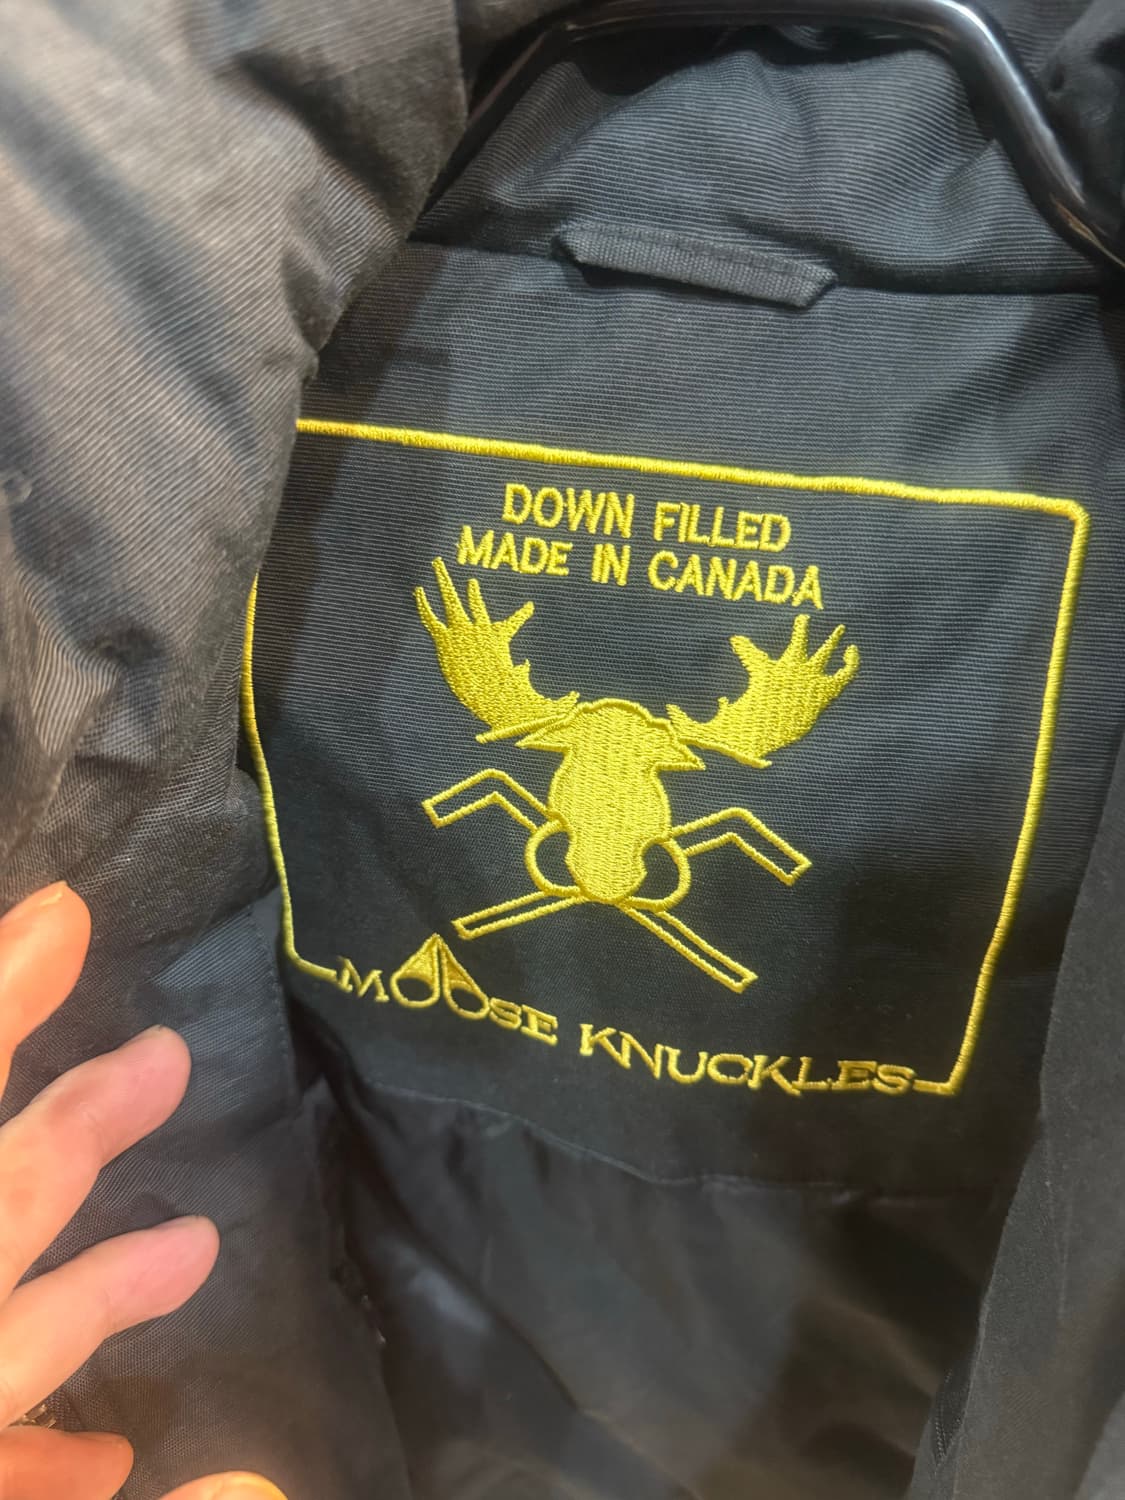 DOWN FILLED
MADE IN CANADA
MOOSE KNUCKLES